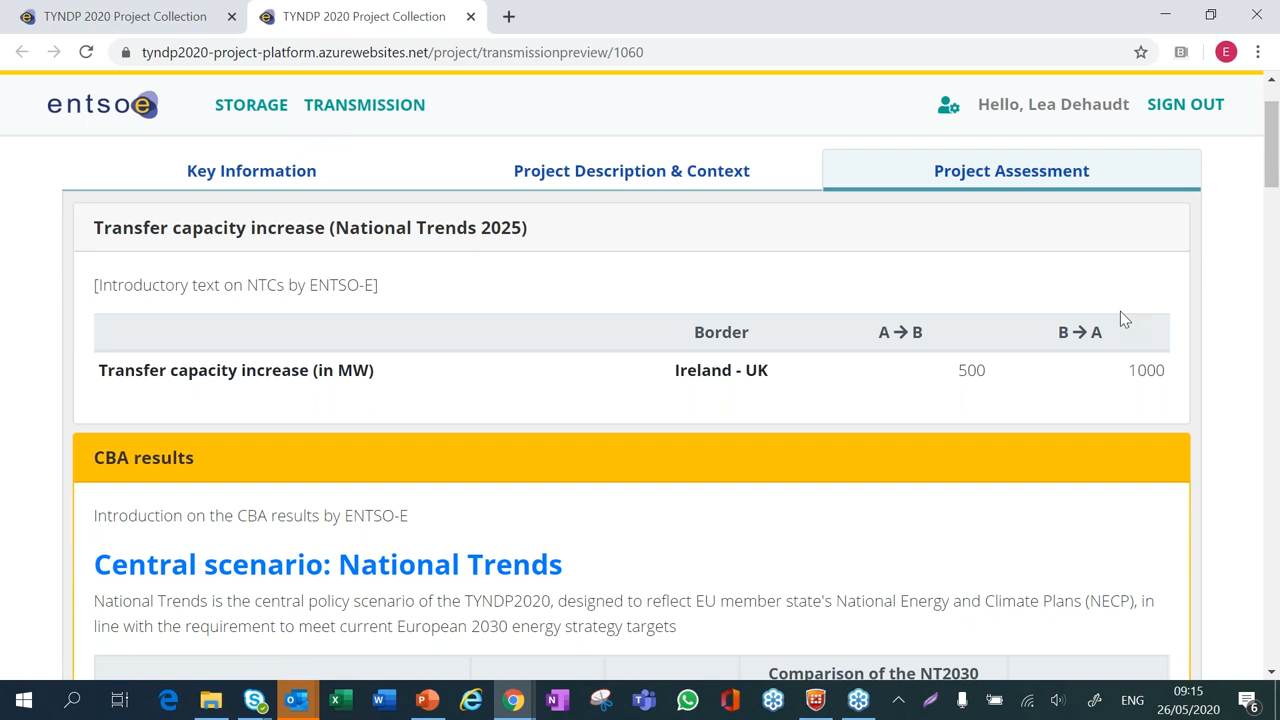 TYNDP 2020 Project Collection
TYNDP 2020 Project Collection
tyndp2020-project-platform.azurewebsites.net/project/transmissionpreview/1060
E
entsoe STORAGE TRANSMISSION Hello, Lea Dehaudt SIGN OUT
Key Information Project Description & Context Project Assessment
Transfer capacity increase (National Trends 2025)
[Introductory text on NTCs by ENTSO-E]
Border A → B B → A
Transfer capacity increase (in MW) Ireland - UK 500 1000
CBA results
Introduction on the CBA results by ENTSO-E
Central scenario: National Trends
National Trends is the central policy scenario of the TYNDP2020, designed to reflect EU member state's National Energy and Climate Plans (NECP), in
line with the requirement to meet current European 2030 energy strategy targets
Comparison of the NT2030
ENG
09:15
26/05/2020
6